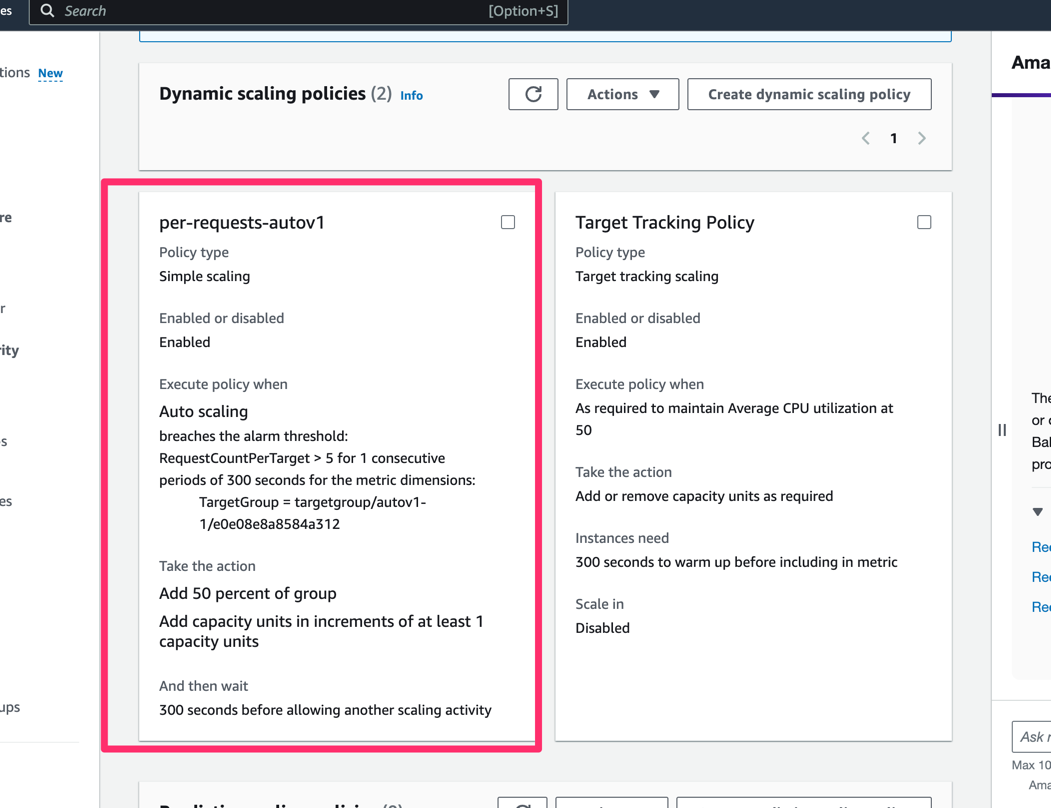 es
Search
[Option+S]
tions New
Ama
Dynamic scaling policies (2) Info
Actions
Create dynamic scaling policy
1
re
r
rity
s
es
ups
per-requests-autov1
Policy type
Simple scaling
Enabled or disabled
Enabled
Execute policy when
Auto scaling
breaches the alarm threshold:
RequestCountPerTarget > 5 for 1 consecutive
periods of 300 seconds for the metric dimensions:
TargetGroup = targetgroup/autov1-
1/e0e08e8a8584a312
Take the action
Add 50 percent of group
Add capacity units in increments of at least 1
capacity units
And then wait
300 seconds before allowing another scaling activity
Target Tracking Policy
Policy type
Target tracking scaling
Enabled or disabled
Enabled
Execute policy when
As required to maintain Average CPU utilization at
50
Take the action
Add or remove capacity units as required
Instances need
300 seconds to warm up before including in metric
Scale in
Disabled
The
or
Bal
pro
Rec
Rec
Rec
Ask
Max 10
Ama